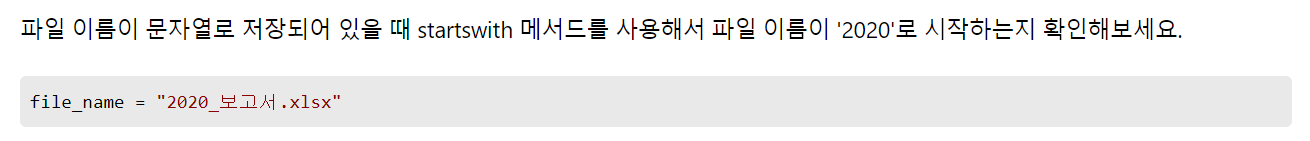 파일 이름이 문자열로 저장되어 있을 때 startswith 메서드를 사용해서 파일 이름이 '2020'로 시작하는지 확인해보세요.
file_name = "2020_보고서.xlsx"